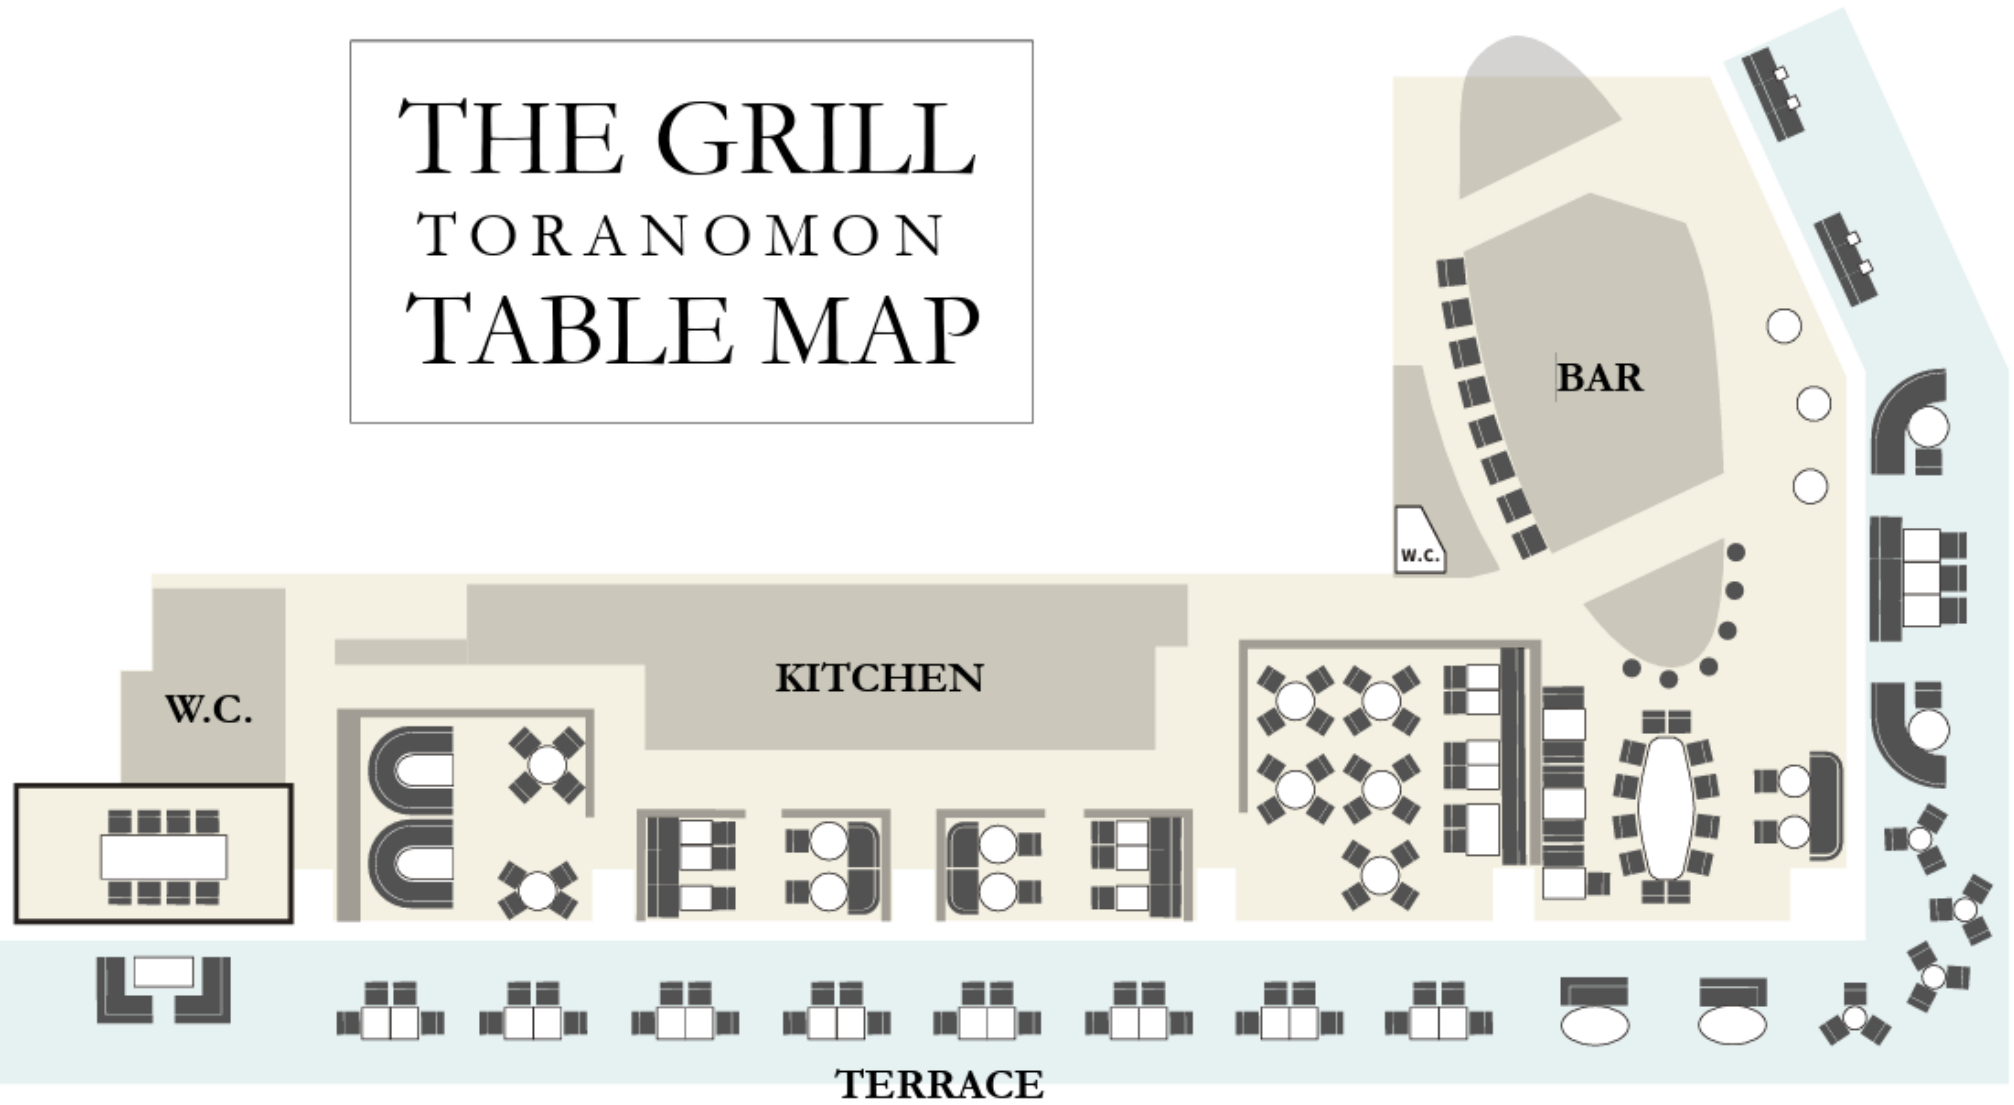 THE GRILL
TORANOMON
TABLE MAP
BAR
W.C.
KITCHEN
W.C.
TERRACE